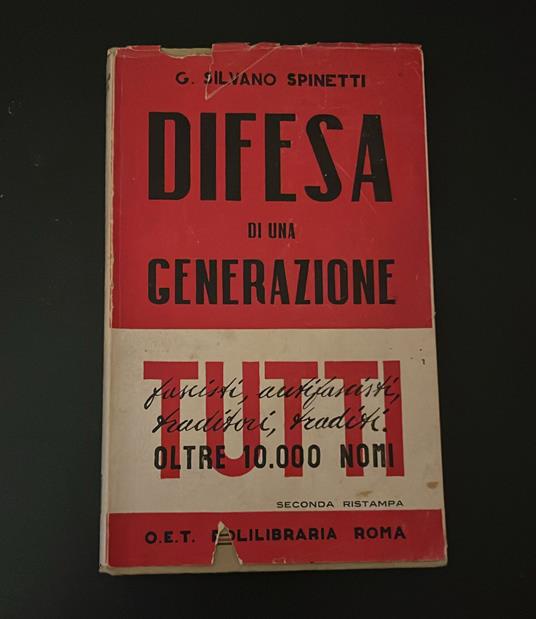 G. SILVANO SPINETTI
DIFESA
DI UNA
GENERAZIONE
TUTTI
fascisti, antifascisti,
traditori, traditi.
OLTRE 10.000 NOMI
SECONDA RISTAMPA
O.E.T. POLILIBRARIA ROMA